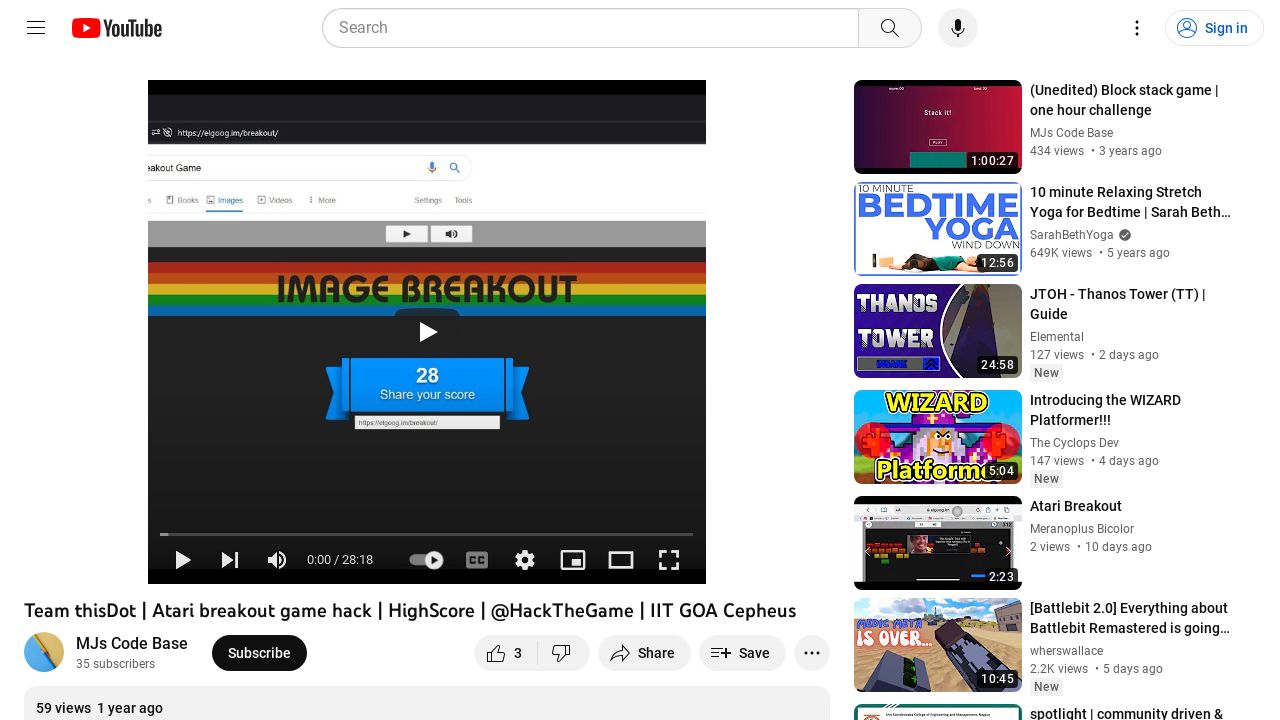 YouTube
Search
Sign in
https://elgoog.im/breakout/
eakout Game
Books
Images
Videos
More
Settings
Tools
IMAGE BREAKOUT
28
Share your score
https://elgoog.im/breakout/
0:00 / 28:18
CC
Team thisDot | Atari breakout game hack | HighScore | @HackTheGame | IIT GOA Cepheus
MJs Code Base
35 subscribers
Subscribe
3
Share
Save
59 views 1 year ago
Stack it!
PLAY
1:00:27
(Unedited) Block stack game |
one hour challenge
MJs Code Base
434 views • 3 years ago
10 MINUTE
BEDTIME
YOGA
WIND DOWN
12:56
10 minute Relaxing Stretch
Yoga for Bedtime | Sarah Beth…
SarahBethYoga
649K views • 5 years ago
THANOS
TOWER
INSANE
24:58
JTOH - Thanos Tower (TT) |
Guide
Elemental
127 views • 2 days ago
New
WIZARD
Platforme
5:04
Introducing the WIZARD
Platformer!!!
The Cyclops Dev
147 views • 4 days ago
New
2:23
Atari Breakout
Meranoplus Bicolor
2 views • 10 days ago
MEDIC META
IS OVER...
10:45
[Battlebit 2.0] Everything about
Battlebit Remastered is going…
wherswallace
2.2K views • 5 days ago
New
spotlight | community driven &